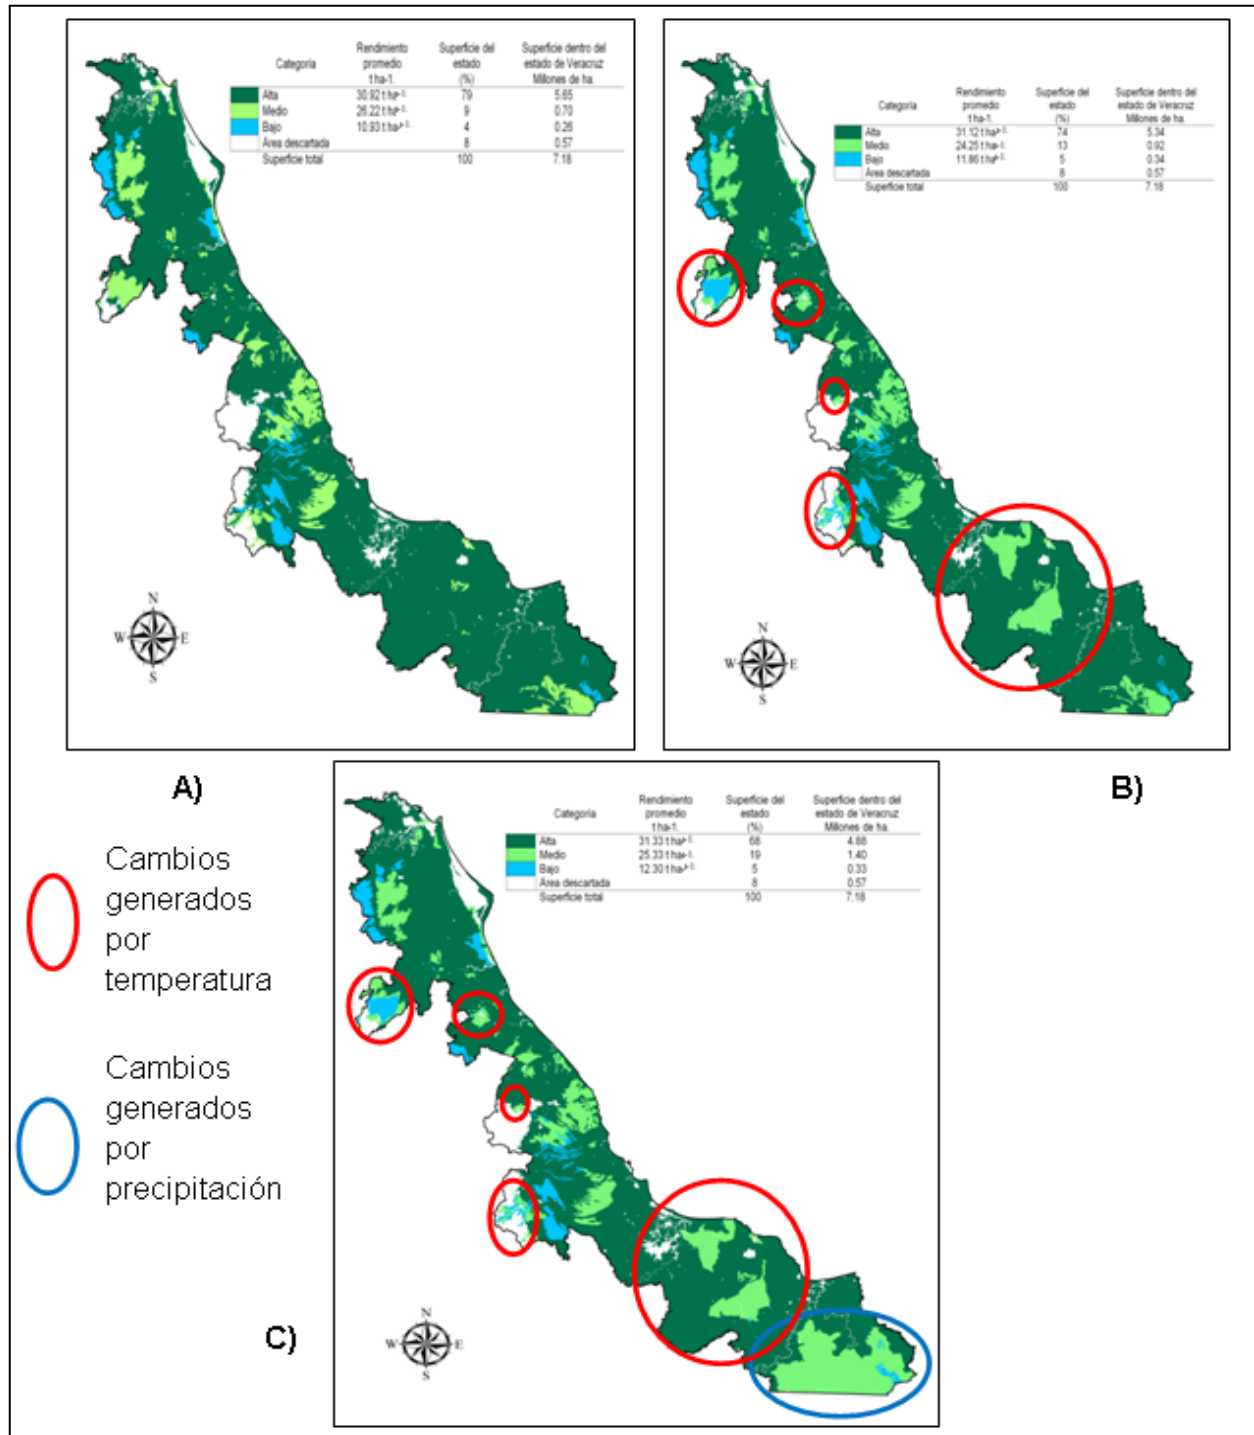 Categoría Rendimiento promedio t ha-1. Superficie del estado (%) Superficie dentro del estado de Veracruz Millones de ha.
Alta 30.92 t ha-1. 79 5.65
Medio 26.22 t ha-1. 9 0.70
Bajo 10.93 t ha-1. 4 0.26
Área descartada 8 0.57
Superficie total 100 7.18
N
W E
S
A)
Categoría Rendimiento promedio t ha-1. Superficie del estado (%) Superficie dentro del estado de Veracruz Millones de ha.
Alta 31.12 t ha-1. 74 5.34
Medio 24.25 t ha-1. 13 0.92
Bajo 11.86 t ha-1. 5 0.34
Área descartada 8 0.57
Superficie total 100 7.18
N
W E
S
B)
Categoría Rendimiento promedio t ha-1. Superficie del estado (%) Superficie dentro del estado de Veracruz Millones de ha.
Alta 31.33 t ha-1. 68 4.88
Medio 25.33 t ha-1. 19 1.40
Bajo 12.30 t ha-1. 5 0.33
Área descartada 8 0.57
Superficie total 100 7.18
N
W E
S
C)
Cambios
generados
por
temperatura
Cambios
generados
por
precipitación